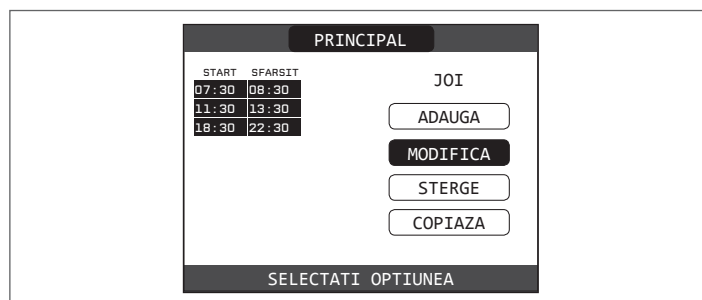 PRINCIPAL
START SFARSIT
07:30 08:30
11:30 13:30
18:30 22:30
JOI
ADAUGA
MODIFICA
STERGE
COPIAZA
SELECTATI OPTIUNEA